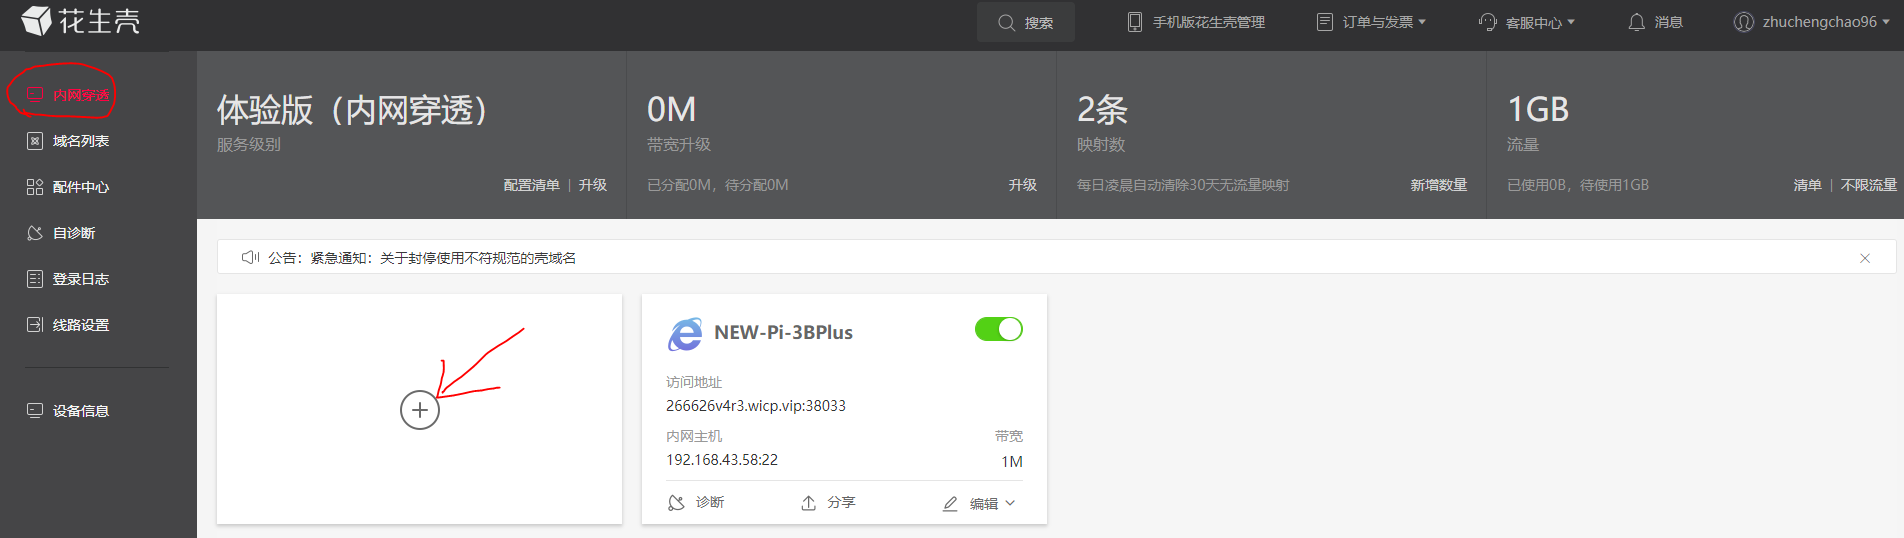 花生壳
搜索
手机版花生壳管理
订单与发票
客服中心
消息
zhuchengchao96
内网穿透
域名列表
配件中心
自诊断
登录日志
线路设置
设备信息
体验版（内网穿透）
服务级别
配置清单 | 升级
0M
带宽升级
已分配0M，待分配0M
升级
2条
映射数
每日凌晨自动清除30天无流量映射
新增数量
1GB
流量
已使用0B，待使用1GB
清单 | 不限流量
公告：紧急通知：关于封停使用不符规范的壳域名
NEW-Pi-3BPlus
访问地址
266626v4r3.wicp.vip:38033
内网主机
带宽
192.168.43.58:22
1M
诊断
分享
编辑